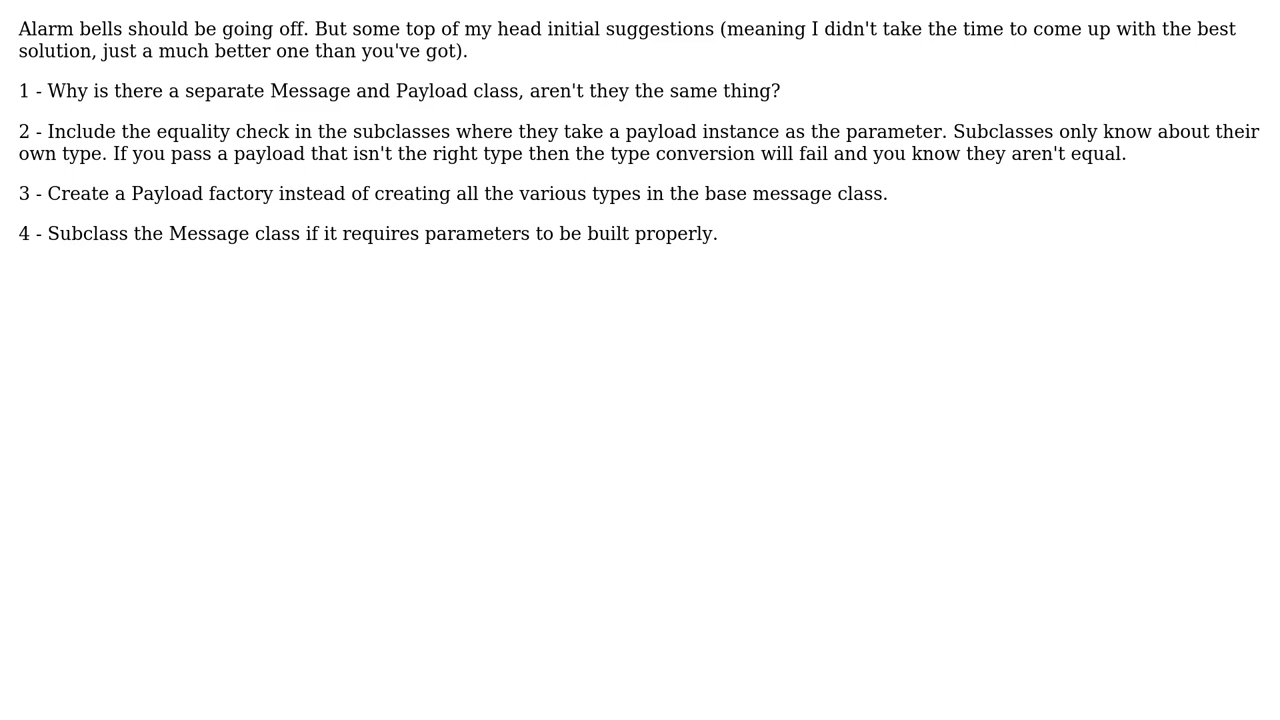 Alarm bells should be going off. But some top of my head initial suggestions (meaning I didn't take the time to come up with the best
solution, just a much better one than you've got).
1 - Why is there a separate Message and Payload class, aren't they the same thing?
2 - Include the equality check in the subclasses where they take a payload instance as the parameter. Subclasses only know about their
own type. If you pass a payload that isn't the right type then the type conversion will fail and you know they aren't equal.
3 - Create a Payload factory instead of creating all the various types in the base message class.
4 - Subclass the Message class if it requires parameters to be built properly.